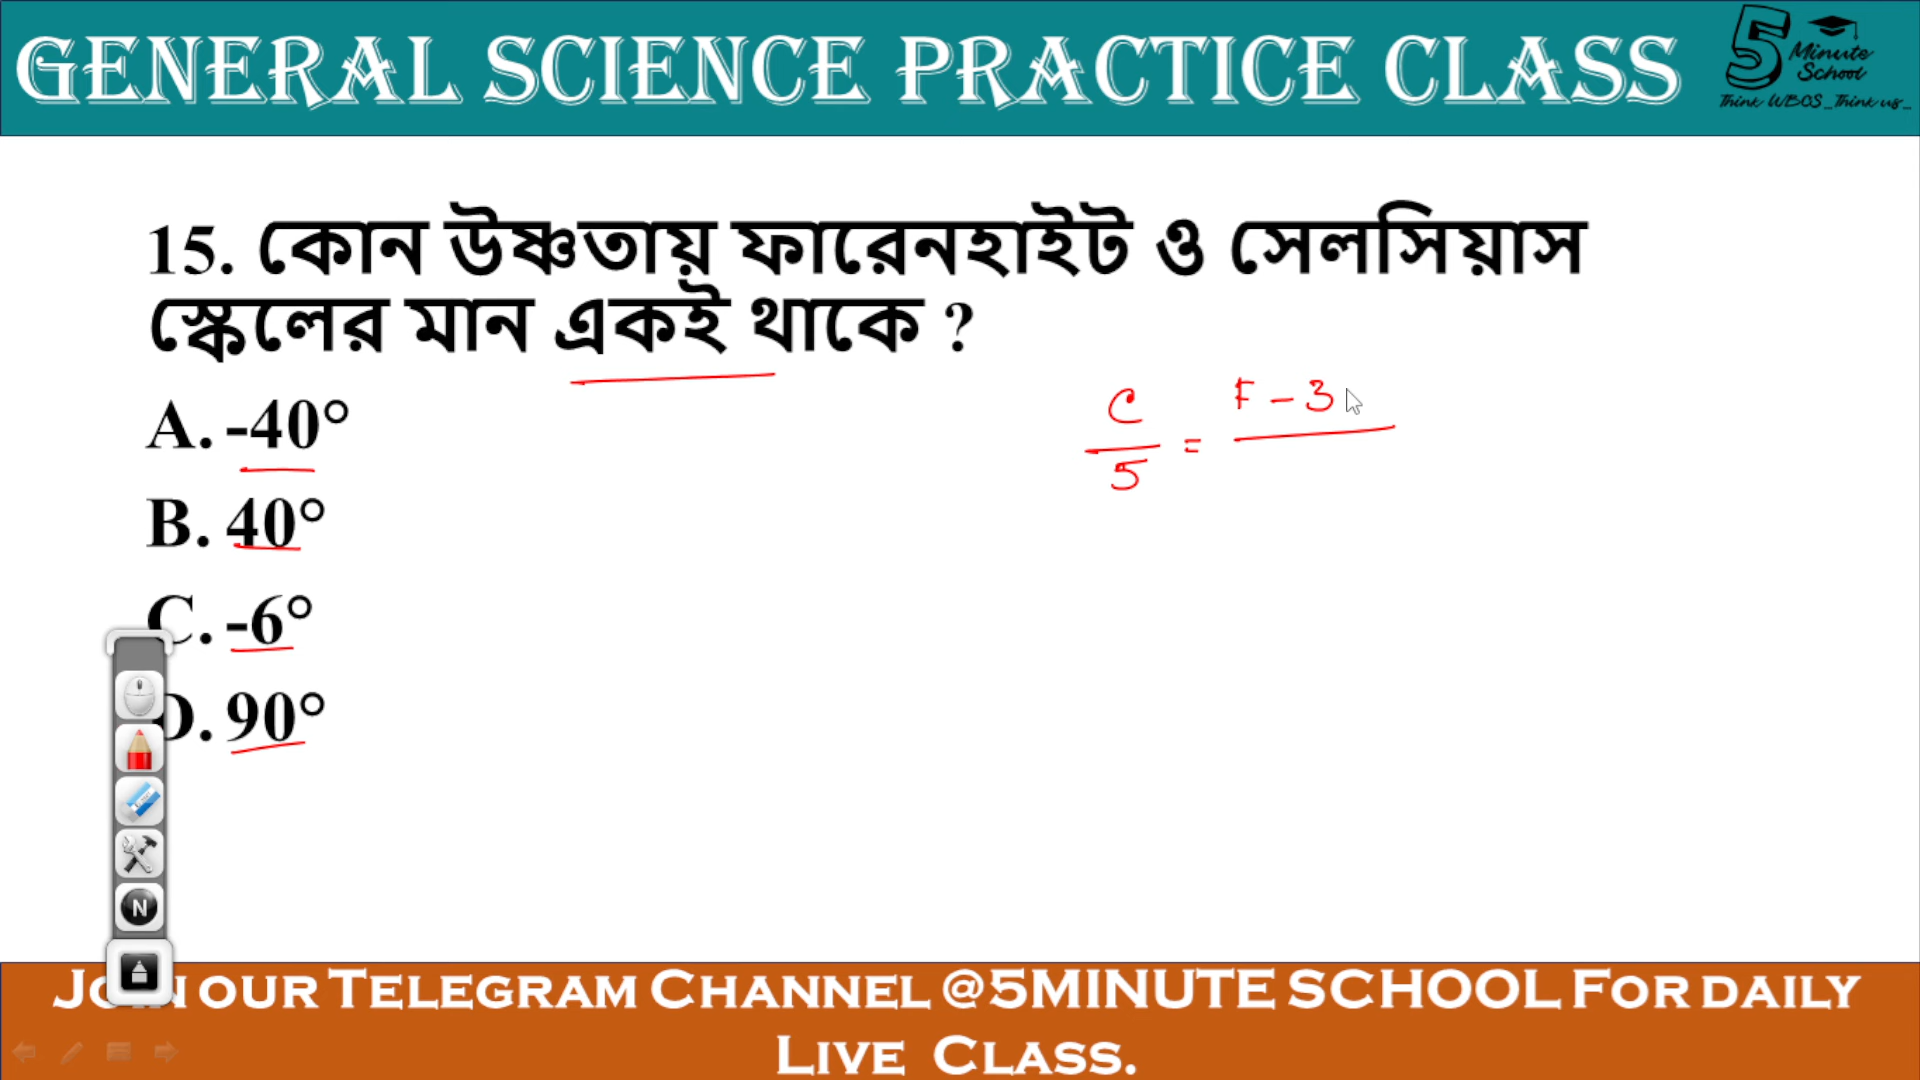 GENERAL SCIENCE PRACTICE CLASS
5 Minute School
Think WBCS_Think us_
15. কোন উষ্ণতায় ফারেনহাইট ও সেলসিয়াস
স্কেলের মান একই থাকে ?
A. -40°
B. 40°
C. -6°
D. 90°
C/5 = F - 3
N
JOIN OUR TELEGRAM CHANNEL @5MINUTE SCHOOL FOR DAILY
LIVE CLASS.